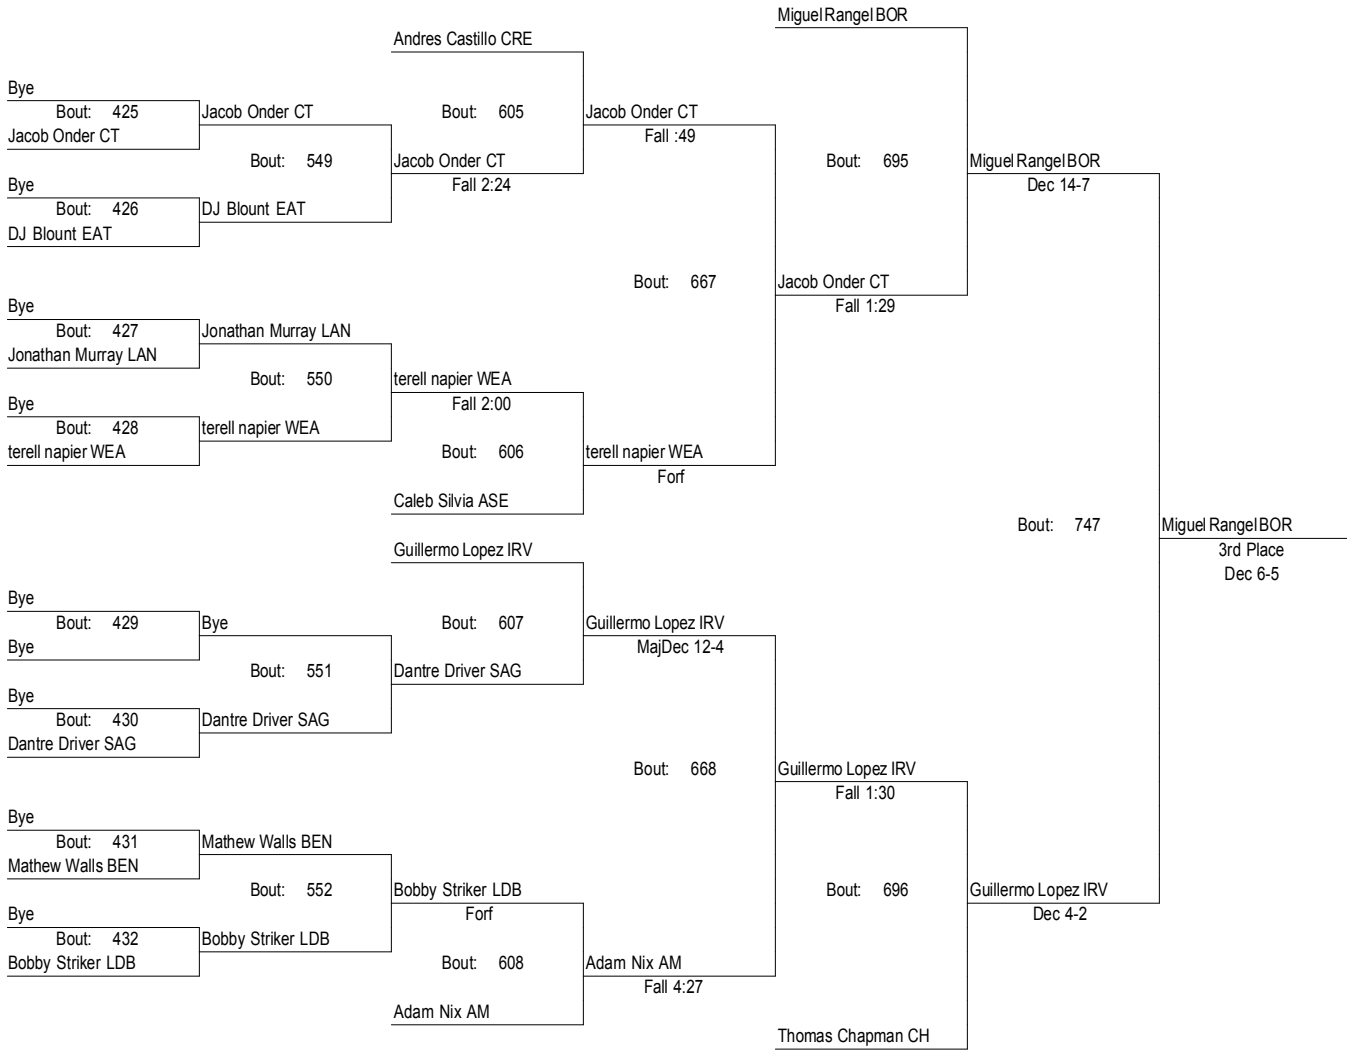 Miguel Rangel BOR
Andres Castillo CRE
Bye
Bout: 425
Jacob Onder CT
Jacob Onder CT
Bout: 605
Jacob Onder CT
Fall :49
Bout: 549
Jacob Onder CT
Fall 2:24
Bout: 695
Miguel Rangel BOR
Dec 14-7
Bye
Bout: 426
DJ Blount EAT
DJ Blount EAT
Bout: 667
Jacob Onder CT
Fall 1:29
Bye
Bout: 427
Jonathan Murray LAN
Jonathan Murray LAN
Bout: 550
terell napier WEA
Fall 2:00
Bye
Bout: 428
terell napier WEA
terell napier WEA
Bout: 606
terell napier WEA
Forf
Caleb Silvia ASE
Bout: 747
Miguel Rangel BOR
3rd Place
Dec 6-5
Guillermo Lopez IRV
Bye
Bout: 429
Bye
Bye
Bout: 607
Guillermo Lopez IRV
MajDec 12-4
Bout: 551
Dantre Driver SAG
Bye
Bout: 430
Dantre Driver SAG
Dantre Driver SAG
Bout: 668
Guillermo Lopez IRV
Fall 1:30
Bye
Bout: 431
Mathew Walls BEN
Mathew Walls BEN
Bout: 552
Bobby Striker LDB
Forf
Bout: 696
Guillermo Lopez IRV
Dec 4-2
Bye
Bout: 432
Bobby Striker LDB
Bobby Striker LDB
Bout: 608
Adam Nix AM
Fall 4:27
Adam Nix AM
Thomas Chapman CH